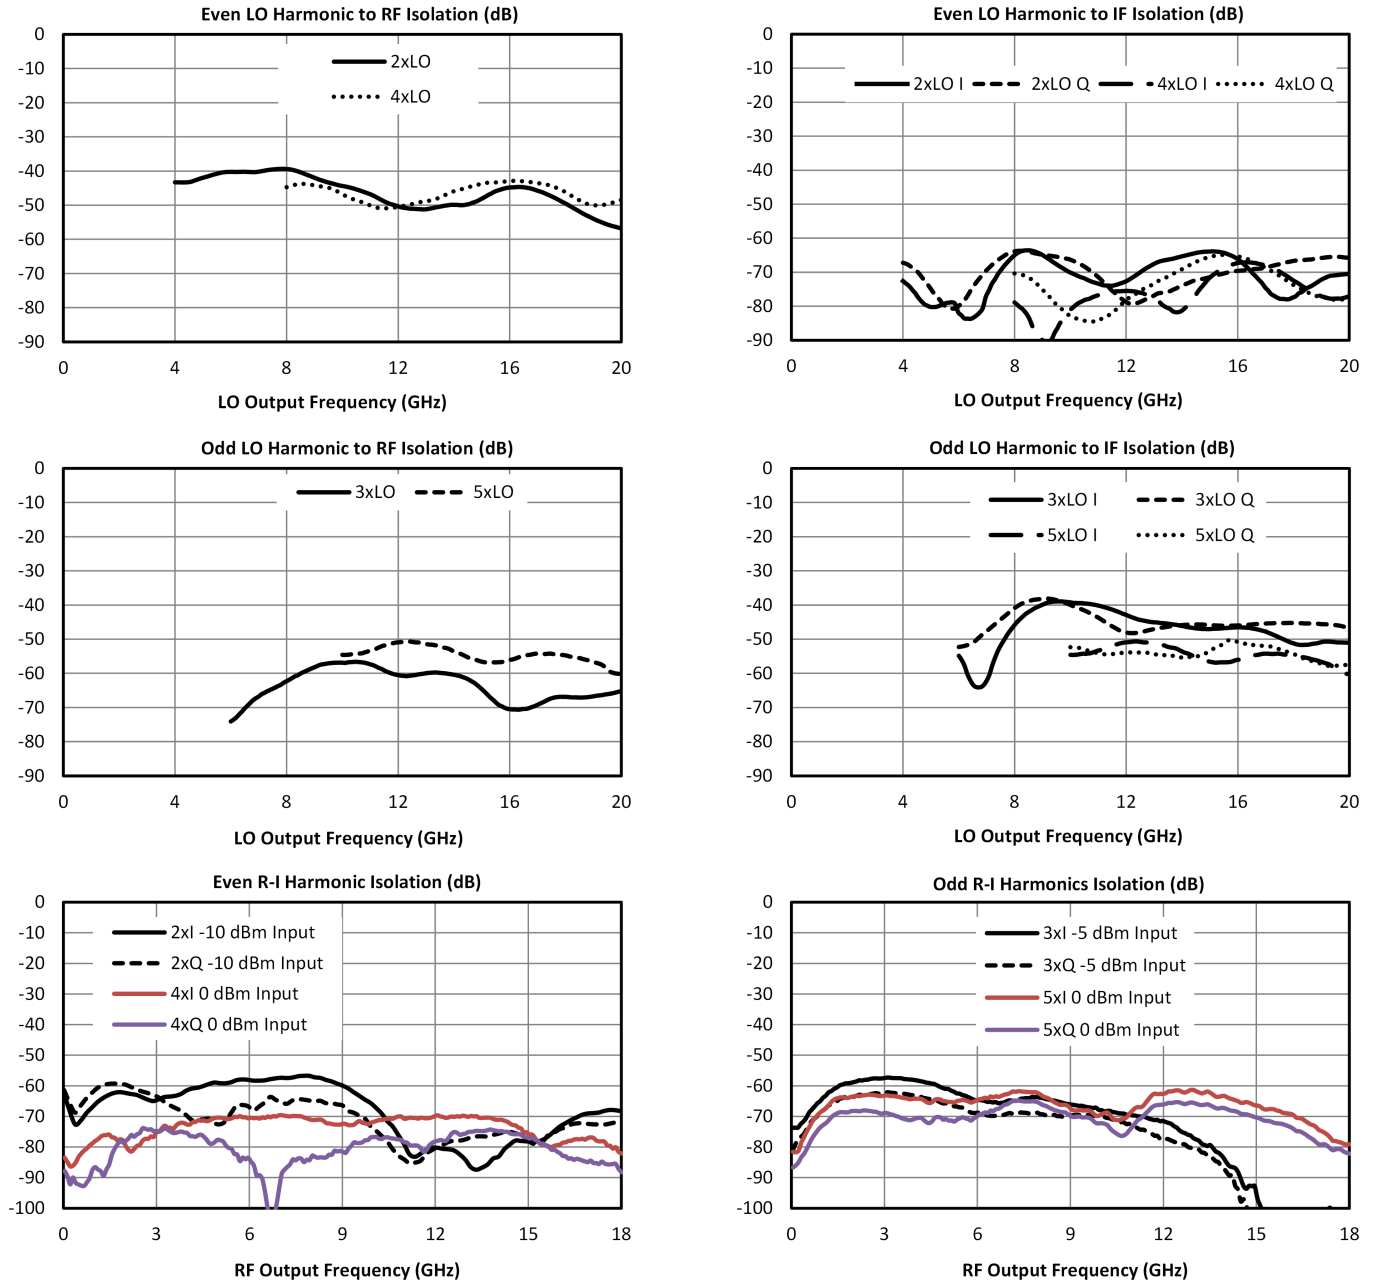 Even LO Harmonic to RF Isolation (dB)
0
-10
-20
-30
-40
-50
-60
-70
-80
-90
2xLO
4xLO
0 4 8 12 16 20
LO Output Frequency (GHz)
Even LO Harmonic to IF Isolation (dB)
0
-10
-20
-30
-40
-50
-60
-70
-80
-90
2xLO I 2xLO Q 4xLO I 4xLO Q
0 4 8 12 16 20
LO Output Frequency (GHz)
Odd LO Harmonic to RF Isolation (dB)
0
-10
-20
-30
-40
-50
-60
-70
-80
-90
3xLO 5xLO
0 4 8 12 16 20
LO Output Frequency (GHz)
Odd LO Harmonic to IF Isolation (dB)
0
-10
-20
-30
-40
-50
-60
-70
-80
-90
3xLO I 3xLO Q
5xLO I 5xLO Q
0 4 8 12 16 20
LO Output Frequency (GHz)
Even R-I Harmonic Isolation (dB)
0
-10
-20
-30
-40
-50
-60
-70
-80
-90
-100
2xI -10 dBm Input
2xQ -10 dBm Input
4xI 0 dBm Input
4xQ 0 dBm Input
0 3 6 9 12 15 18
RF Output Frequency (GHz)
Odd R-I Harmonics Isolation (dB)
0
-10
-20
-30
-40
-50
-60
-70
-80
-90
-100
3xI -5 dBm Input
3xQ -5 dBm Input
5xI 0 dBm Input
5xQ 0 dBm Input
0 3 6 9 12 15 18
RF Output Frequency (GHz)